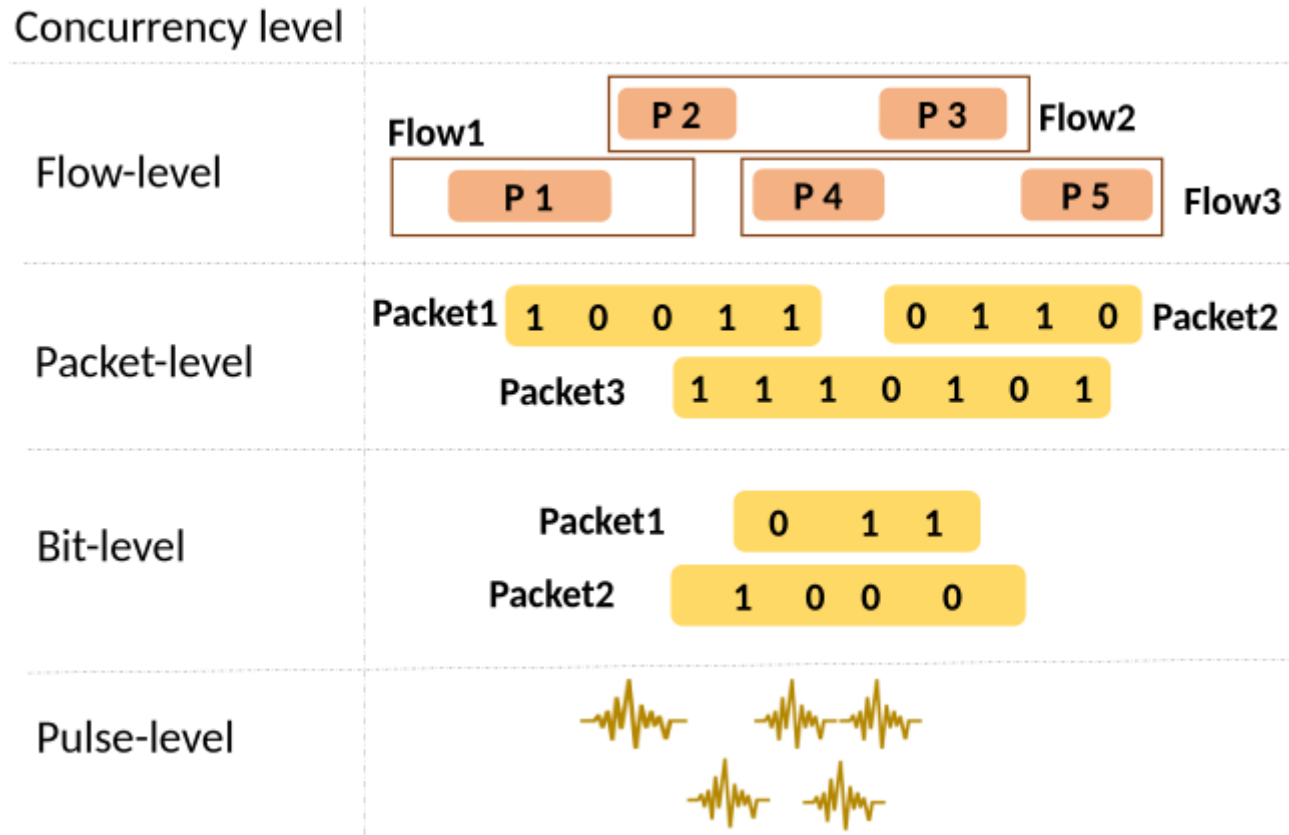 Concurrency level
P 2 P 3 Flow2
Flow1
Flow-level
P 1 P 4 P 5 Flow3
Packet1 1 0 0 1 1 0 1 1 0 Packet2
Packet-level
Packet3 1 1 1 0 1 0 1
Packet1 0 1 1
Bit-level
Packet2 1 0 0 0
Pulse-level